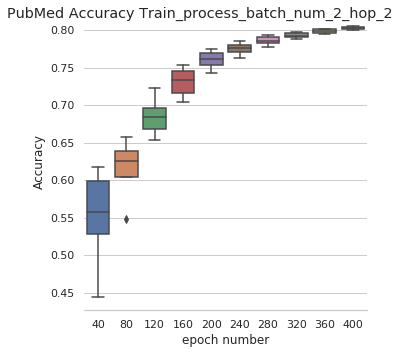 PubMed Accuracy Train_process_batch_num_2_hop_2
0.80
0.75
0.70
0.65
0.60
0.55
0.50
0.45
Accuracy
40 80 120 160 200 240 280 320 360 400
epoch number